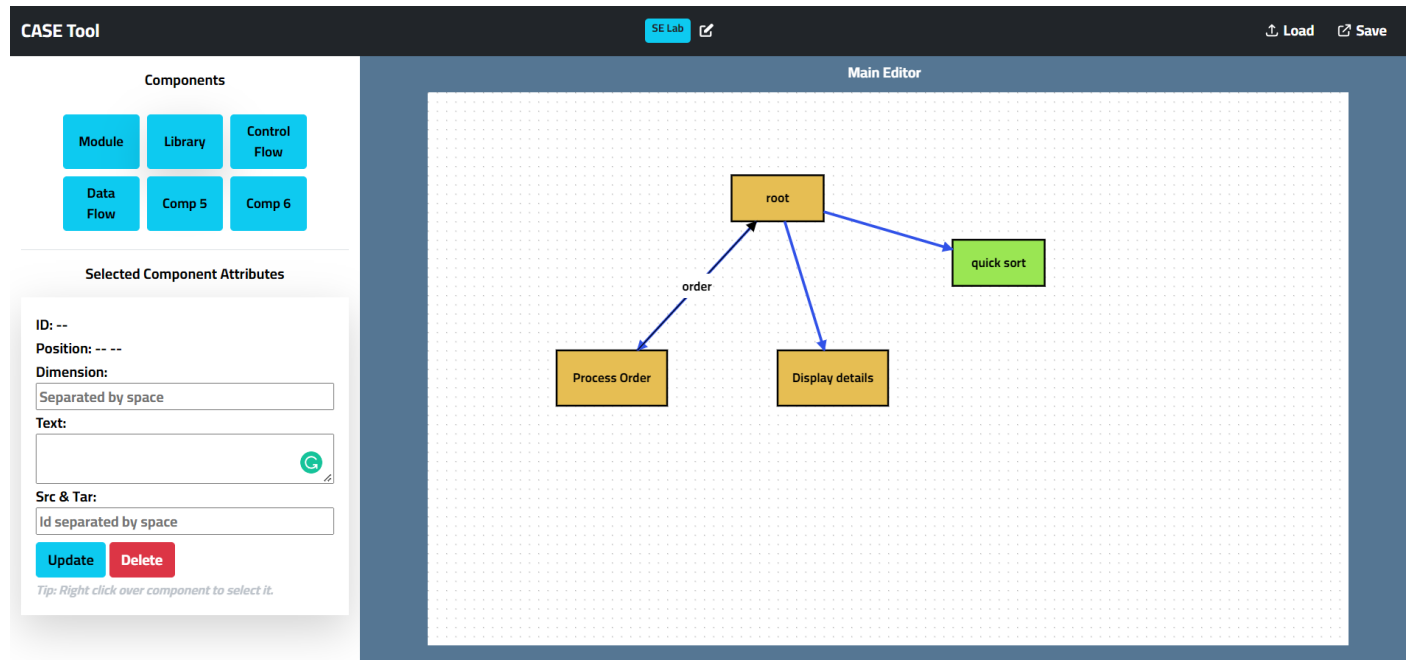 CASE Tool
SE Lab
Load
Save
Components
Module
Library
Control
Flow
Data
Flow
Comp 5
Comp 6
Selected Component Attributes
ID: --
Position: -- --
Dimension:
Separated by space
Text:
Src & Tar:
Id separated by space
Update
Delete
Tip: Right click over component to select it.
Main Editor
root
quick sort
order
Process Order
Display details